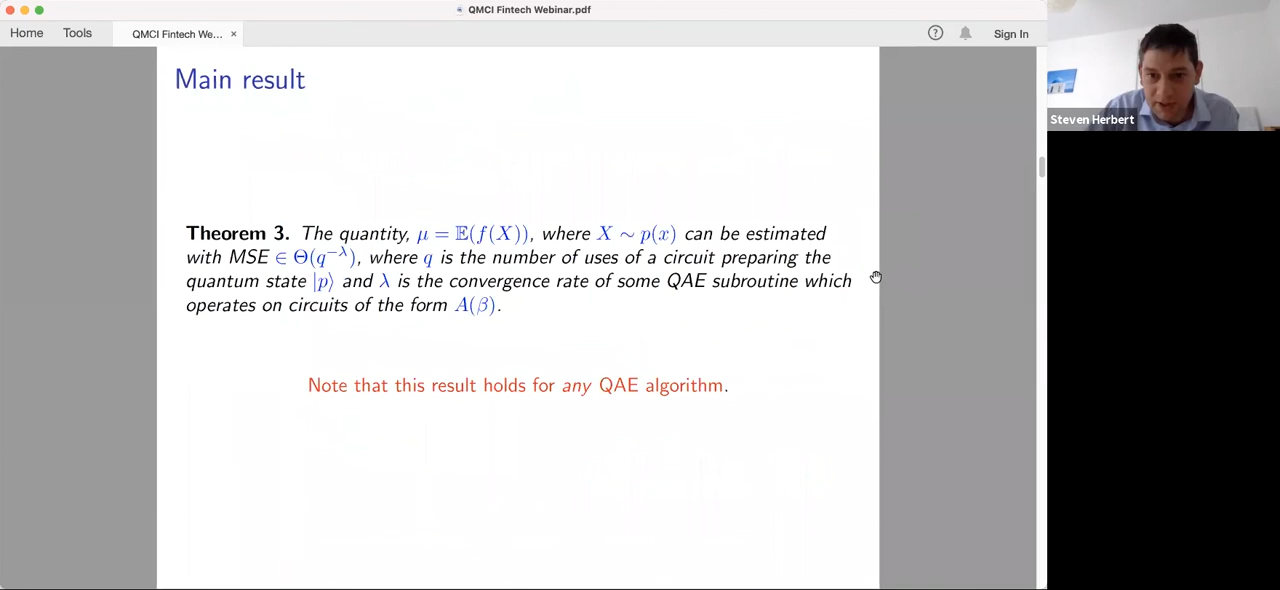 QMCI Fintech Webinar.pdf
Home Tools QMCI Fintech We... × ? Sign In
Main result
Theorem 3. The quantity, μ = 𝔼(f(X)), where X ∼ p(x) can be estimated
with MSE ∈ Θ(q^{−λ}), where q is the number of uses of a circuit preparing the
quantum state |p⟩ and λ is the convergence rate of some QAE subroutine which
operates on circuits of the form A(β).
Note that this result holds for any QAE algorithm.
Steven Herbert